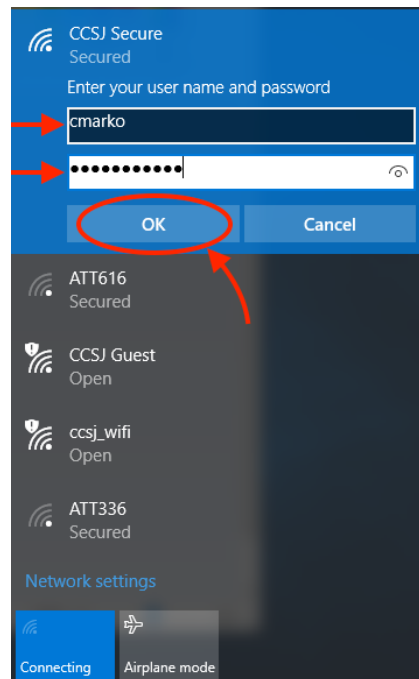 CCSJ Secure
Secured
Enter your user name and password
cmarko
•••••••••••
OK Cancel
ATT616
Secured
CCSJ Guest
Open
ccsj_wifi
Open
ATT336
Secured
Network settings
Connecting Airplane mode